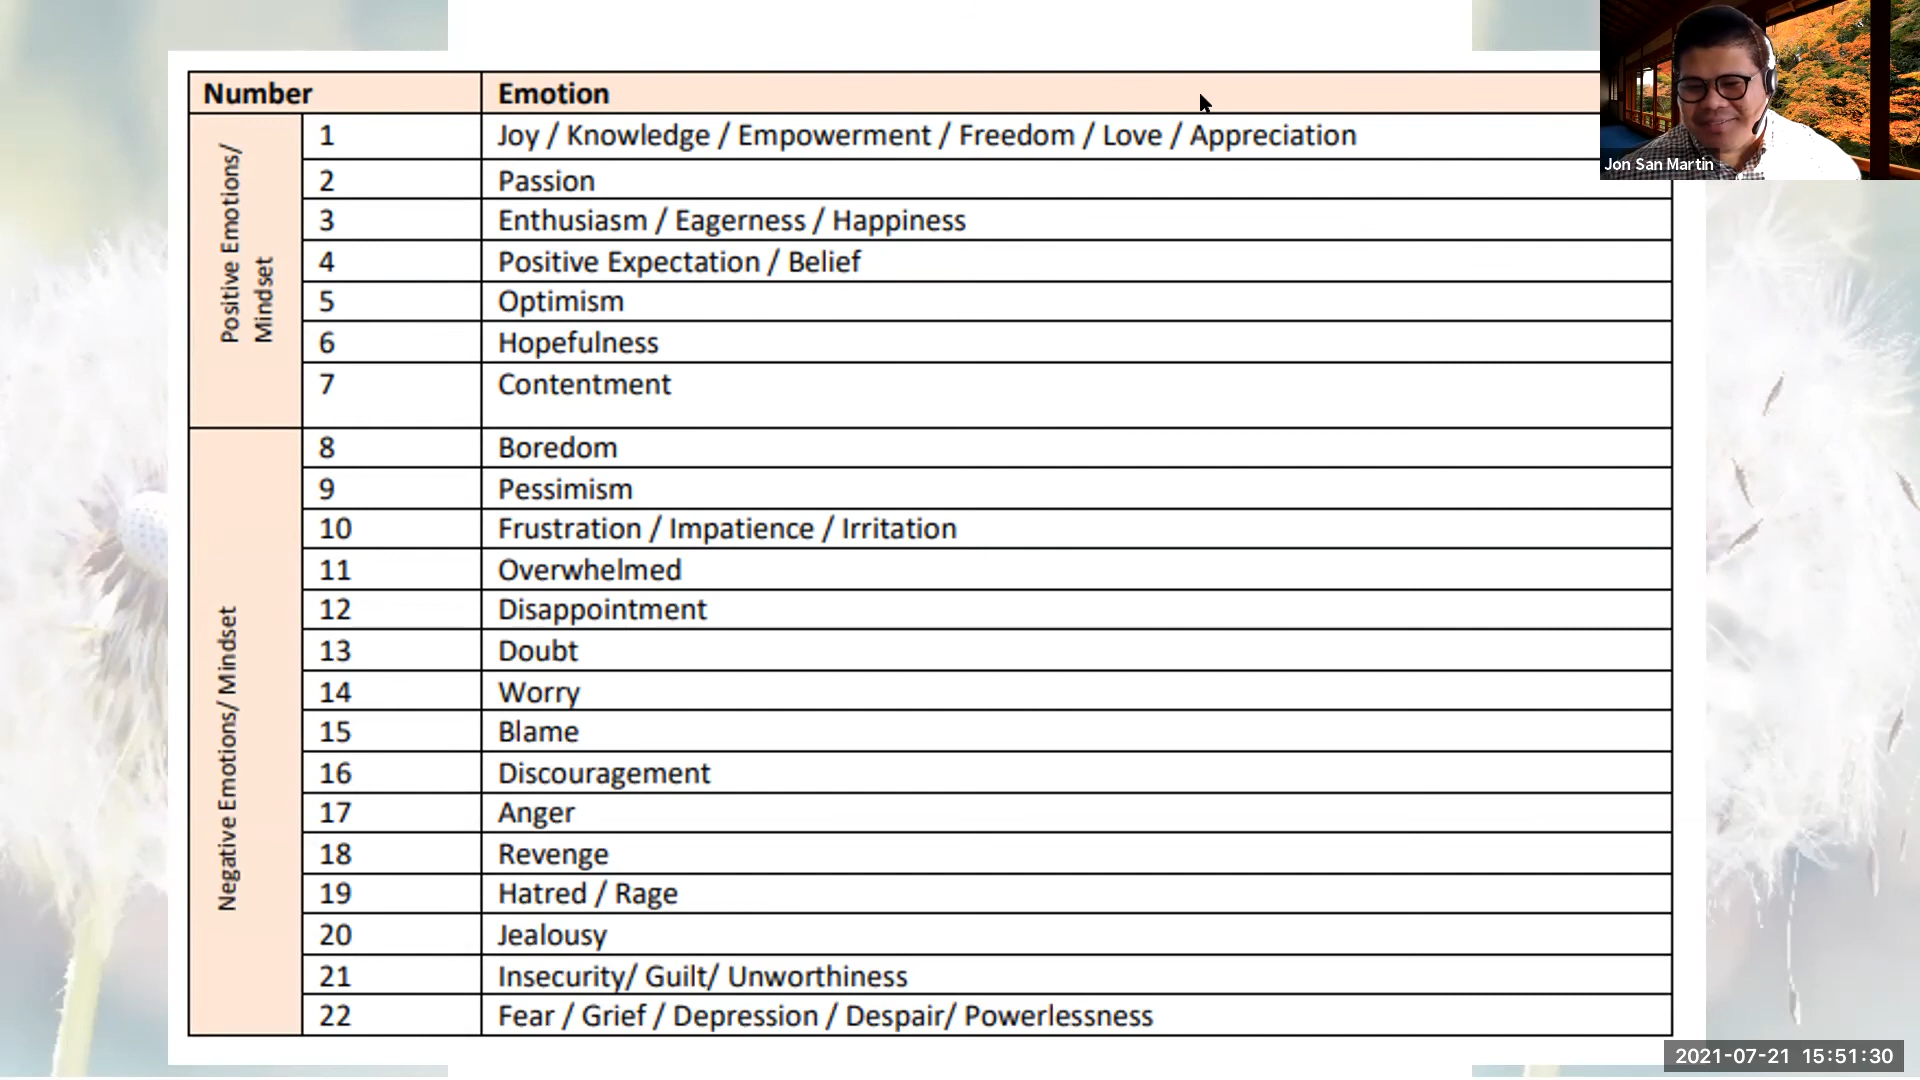 Number Emotion
Positive Emotions/
Mindset
1 Joy / Knowledge / Empowerment / Freedom / Love / Appreciation
2 Passion
3 Enthusiasm / Eagerness / Happiness
4 Positive Expectation / Belief
5 Optimism
6 Hopefulness
7 Contentment
Negative Emotions/ Mindset
8 Boredom
9 Pessimism
10 Frustration / Impatience / Irritation
11 Overwhelmed
12 Disappointment
13 Doubt
14 Worry
15 Blame
16 Discouragement
17 Anger
18 Revenge
19 Hatred / Rage
20 Jealousy
21 Insecurity/ Guilt/ Unworthiness
22 Fear / Grief / Depression / Despair/ Powerlessness
Jon San Martin
2021-07-21 15:51:30